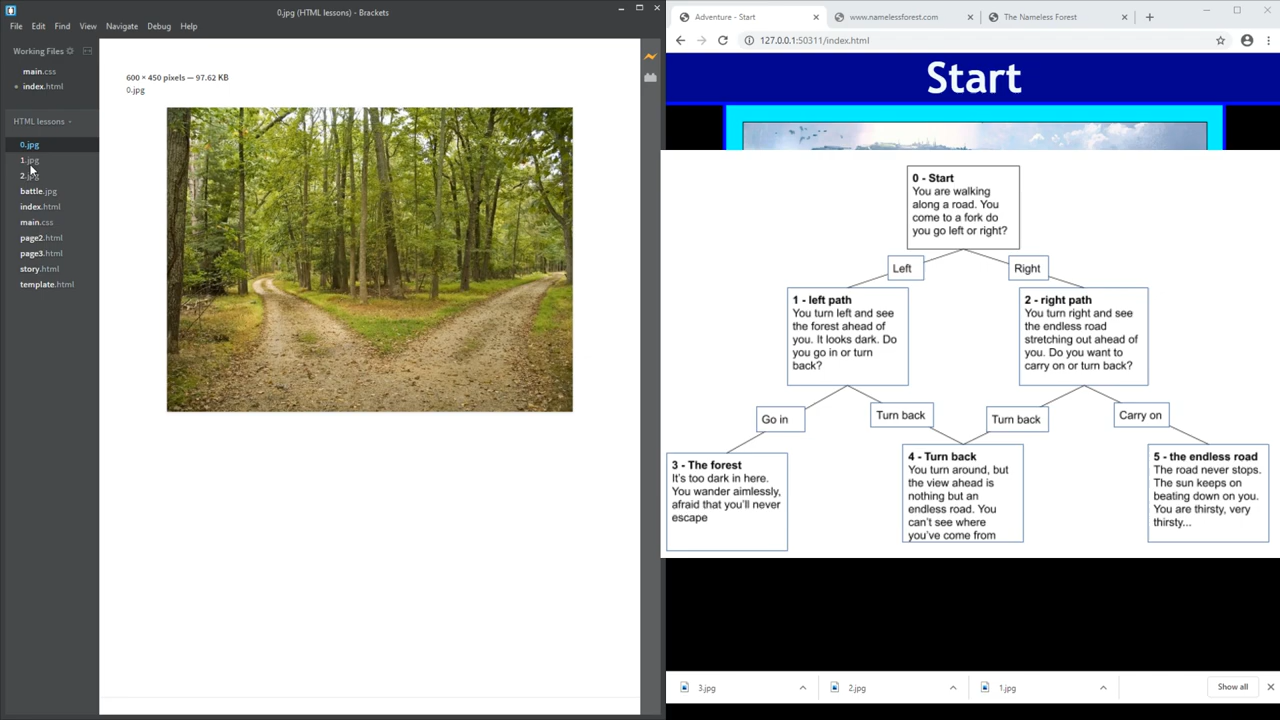 0.jpg (HTML lessons) - Brackets
File Edit Find View Navigate Debug Help
Working Files
main.css
index.html
HTML lessons
0.jpg
1.jpg
2.jpg
battle.jpg
index.html
main.css
page2.html
page3.html
story.html
template.html
600 × 450 pixels — 97.62 KB
0.jpg
Adventure - Start
www.namelessforest.com
The Nameless Forest
127.0.0.1:50311/index.html
Start
0 - Start
You are walking
along a road. You
come to a fork do
you go left or right?
Left
Right
1 - left path
You turn left and see
the forest ahead of
you. It looks dark. Do
you go in or turn
back?
2 - right path
You turn right and see
the endless road
stretching out ahead of
you. Do you want to
carry on or turn back?
Go in
Turn back
Turn back
Carry on
3 - The forest
It's too dark in here.
You wander aimlessly,
afraid that you'll never
escape
4 - Turn back
You turn around, but
the view ahead is
nothing but an
endless road. You
can't see where
you've come from
5 - the endless road
The road never stops.
The sun keeps on
beating down on you.
You are thirsty, very
thirsty...
3.jpg
2.jpg
1.jpg
Show all